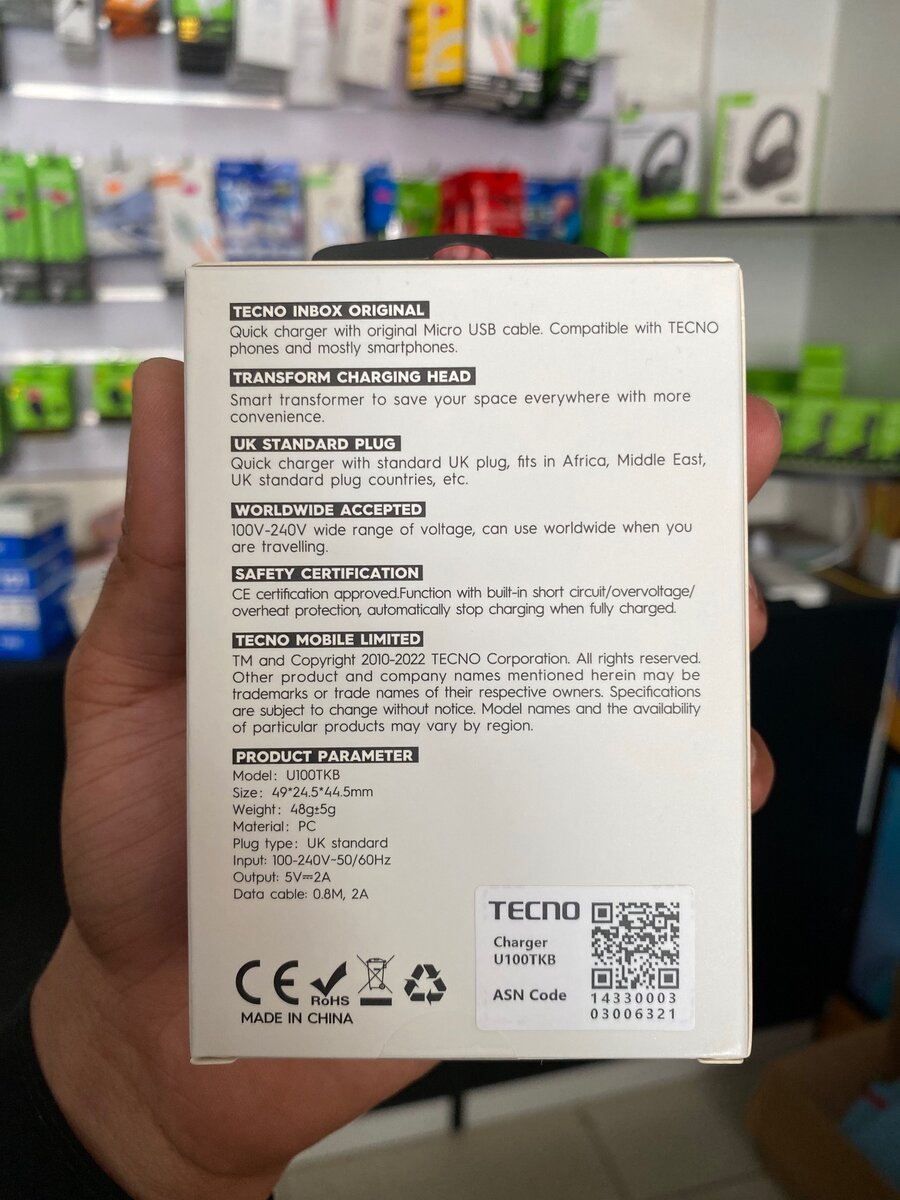 TECNO INBOX ORIGINAL
Quick charger with original Micro USB cable. Compatible with TECNO
phones and mostly smartphones.
TRANSFORM CHARGING HEAD
Smart transformer to save your space everywhere with more
convenience.
UK STANDARD PLUG
Quick charger with standard UK plug, fits in Africa, Middle East,
UK standard plug countries, etc.
WORLDWIDE ACCEPTED
100V-240V wide range of voltage, can use worldwide when you
are travelling.
SAFETY CERTIFICATION
CE certification approved.Function with built-in short circuit/overvoltage/
overheat protection, automatically stop charging when fully charged.
TECNO MOBILE LIMITED
TM and Copyright 2010-2022 TECNO Corporation. All rights reserved.
Other product and company names mentioned herein may be
trademarks or trade names of their respective owners. Specifications
are subject to change without notice. Model names and the availability
of particular products may vary by region.
PRODUCT PARAMETER
Model: U100TKB
Size: 49*24.5*44.5mm
Weight: 48g±5g
Material: PC
Plug type: UK standard
Input: 100-240V~50/60Hz
Output: 5V⎓2A
Data cable: 0.8M, 2A
CE RoHS
MADE IN CHINA
TECNO
Charger
U100TKB
ASN Code
14330003
03006321